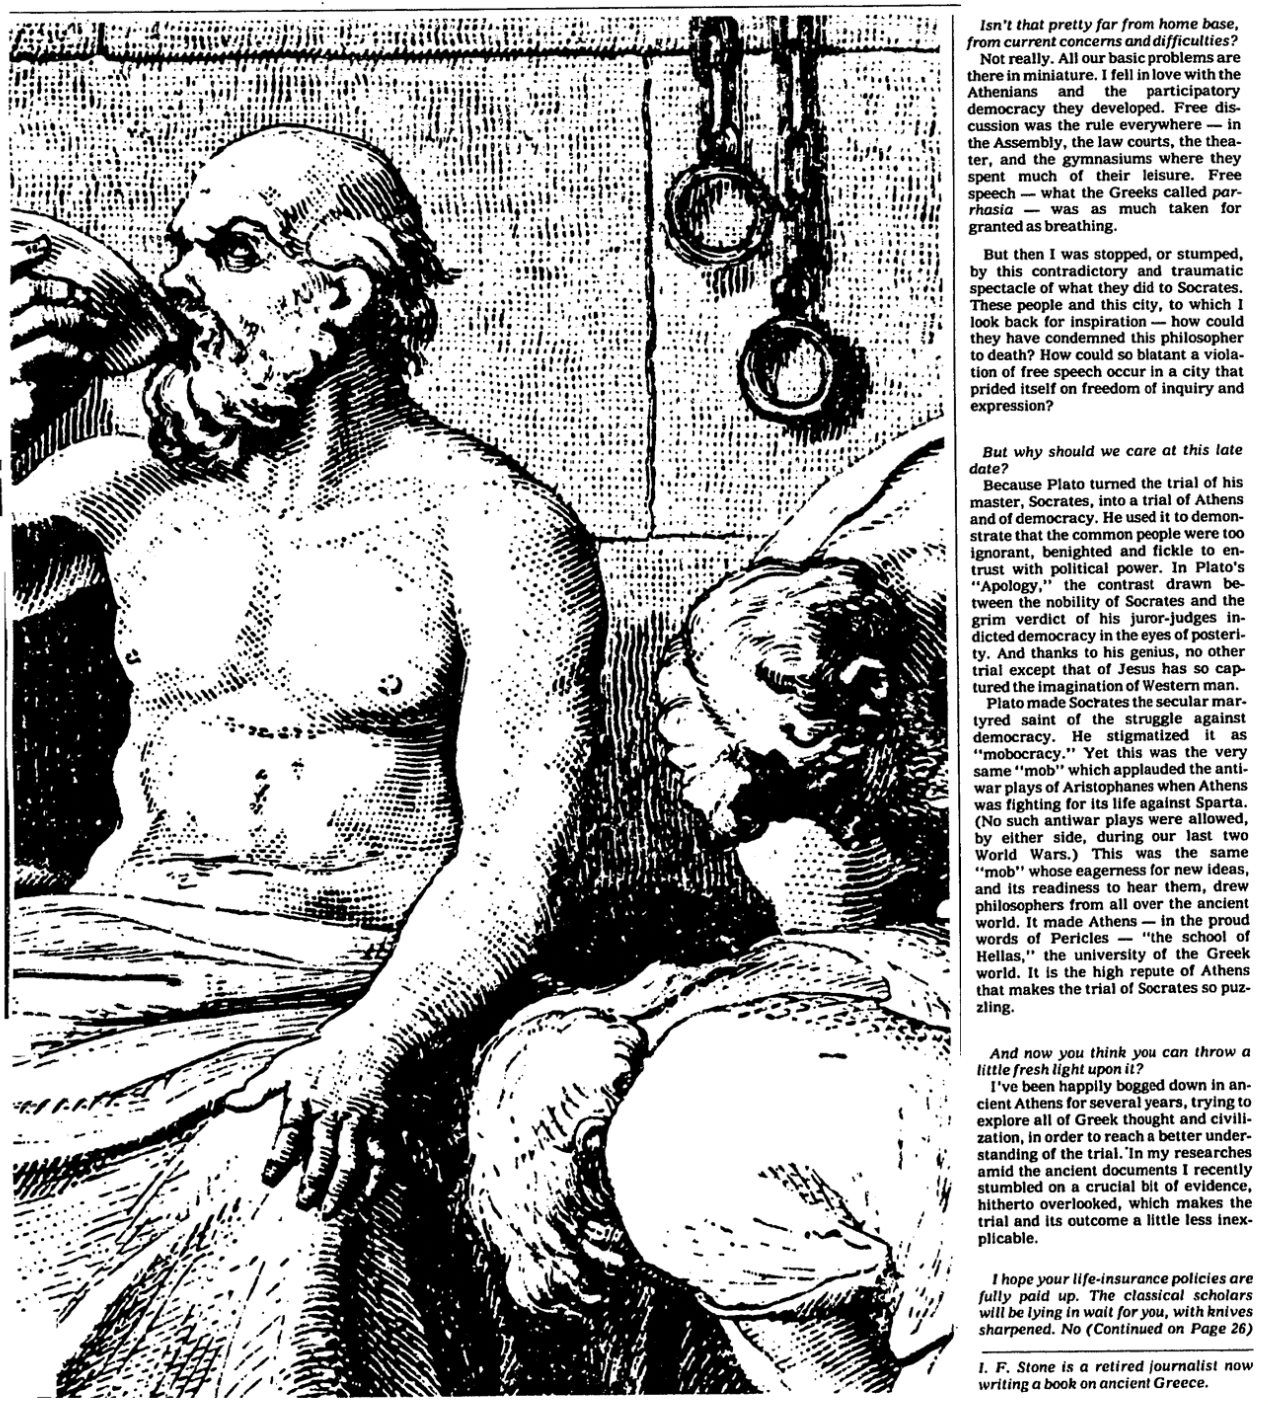 Isn't that pretty far from home base,
from current concerns and difficulties?
Not really. All our basic problems are
there in miniature. I fell in love with the
Athenians and the participatory
democracy they developed. Free dis-
cussion was the rule everywhere — in
the Assembly, the law courts, the thea-
ter, and the gymnasiums where they
spent much of their leisure. Free
speech — what the Greeks called par-
rhasia — was as much taken for
granted as breathing.
But then I was stopped, or stumped,
by this contradictory and traumatic
spectacle of what they did to Socrates.
These people and this city, to which I
look back for inspiration — how could
they have condemned this philosopher
to death? How could so blatant a viola-
tion of free speech occur in a city that
prided itself on freedom of inquiry and
expression?
But why should we care at this late
date?
Because Plato turned the trial of his
master, Socrates, into a trial of Athens
and of democracy. He used it to demon-
strate that the common people were too
ignorant, benighted and fickle to en-
trust with political power. In Plato's
"Apology," the contrast drawn be-
tween the nobility of Socrates and the
grim verdict of his juror-judges in-
dicted democracy in the eyes of posteri-
ty. And thanks to his genius, no other
trial except that of Jesus has so cap-
tured the imagination of Western man.
Plato made Socrates the secular mar-
tyred saint of the struggle against
democracy. He stigmatized it as
"mobocracy." Yet this was the very
same "mob" which applauded the anti-
war plays of Aristophanes when Athens
was fighting for its life against Sparta.
(No such antiwar plays were allowed,
by either side, during our last two
World Wars.) This was the same
"mob" whose eagerness for new ideas,
and its readiness to hear them, drew
philosophers from all over the ancient
world. It made Athens — in the proud
words of Pericles — "the school of
Hellas," the university of the Greek
world. It is the high repute of Athens
that makes the trial of Socrates so puz-
zling.
And now you think you can throw a
little fresh light upon it?
I've been happily bogged down in an-
cient Athens for several years, trying to
explore all of Greek thought and civili-
zation, in order to reach a better under-
standing of the trial. In my researches
amid the ancient documents I recently
stumbled on a crucial bit of evidence,
hitherto overlooked, which makes the
trial and its outcome a little less inex-
plicable.
I hope your life-insurance policies are
fully paid up. The classical scholars
will be lying in wait for you, with knives
sharpened. No (Continued on Page 26)
I. F. Stone is a retired journalist now
writing a book on ancient Greece.